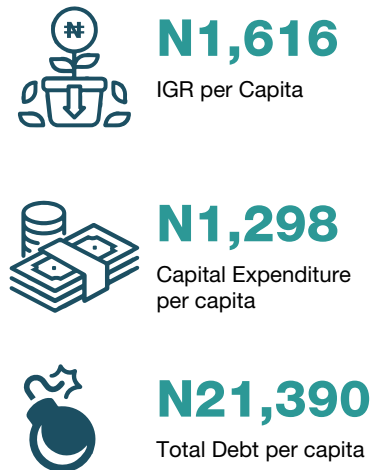 ₦
N1,616
IGR per Capita
N1,298
Capital Expenditure
per capita
N21,390
Total Debt per capita